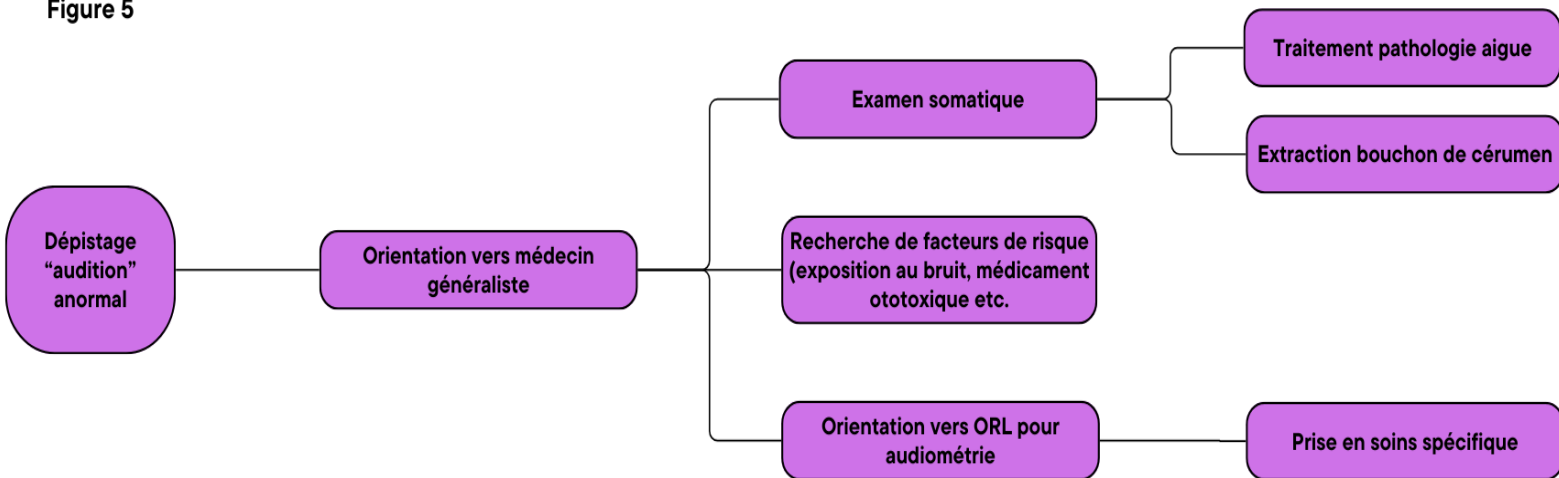 Figure 5
Dépistage
“audition”
anormal
Orientation vers médecin
généraliste
Examen somatique
Traitement pathologie aigue
Extraction bouchon de cérumen
Recherche de facteurs de risque
(exposition au bruit, médicament
ototoxique etc.
Orientation vers ORL pour
audiométrie
Prise en soins spécifique